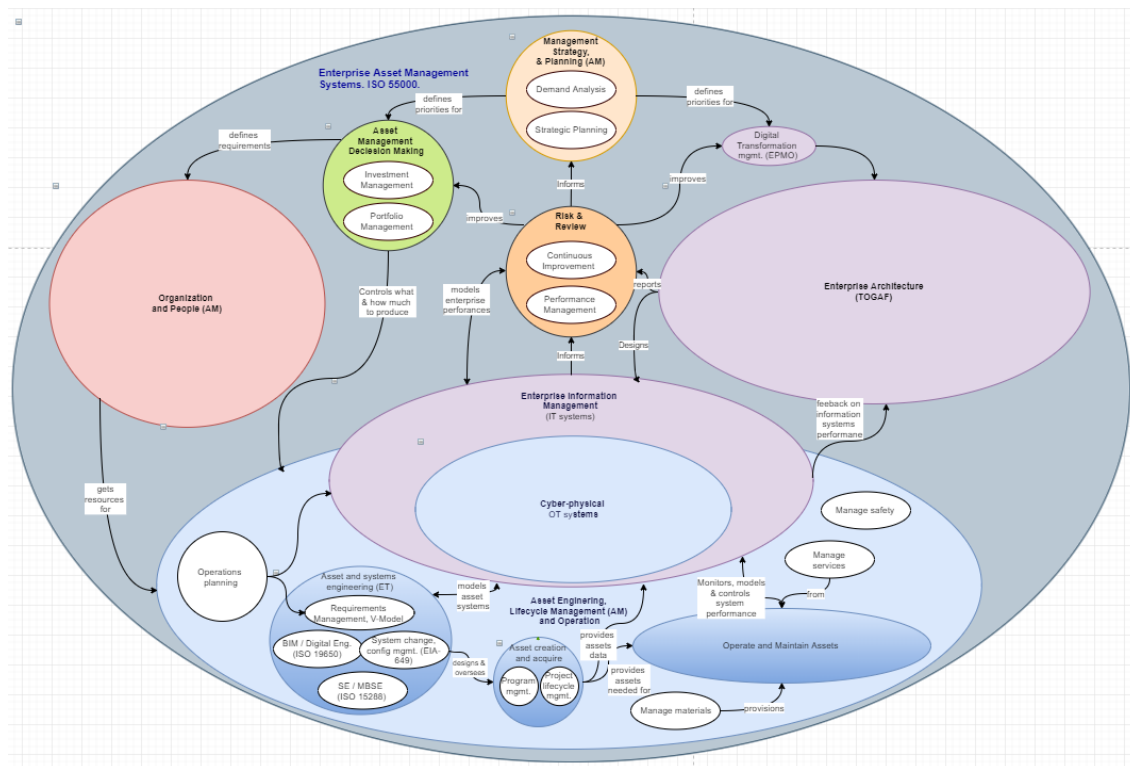 Management
Strategy,
& Planning (AM)
Demand Analysis
Strategic Planning
Enterprise Asset Management
Systems. ISO 55000.
defines
priorities for
defines
priorities for
defines
requirements
Asset
Management
Deciesion Making
Investment
Management
Portfolio
Management
Digital
Transformation
mgmt. (EPMO)
Informs
improves
improves
Risk &
Review
Continuous
Improvement
Performance
Management
Organization
and People (AM)
Controls what
& how much
to produce
models
enterprise
perforances
reports
Enterprise Architecture
(TOGAF)
Designs
Informs
Enterprise Information
Management
(IT systems)
feeback on
information
systems
performane
Cyber-physical
OT systems
gets
resources
for
Manage safety
Operations
planning
Manage
services
from
Asset and systems
engineering (ET)
Requirements
Management, V-Model
BIM / Digital Eng.
(ISO 19650)
System change,
config mgmt. (EIA-
649)
SE / MBSE
(ISO 15288)
models
asset
systems
Asset Enginering,
Lifecycle Management (AM)
and Operation
Monitors, models
& controls
system
performance
designs &
oversees
Asset creation
and acquire
Program
mgmt.
Project
lifecycle
mgmt.
provides
assets
data
provides
assets
needed for
Operate and Maintain Assets
Manage materials
provisions